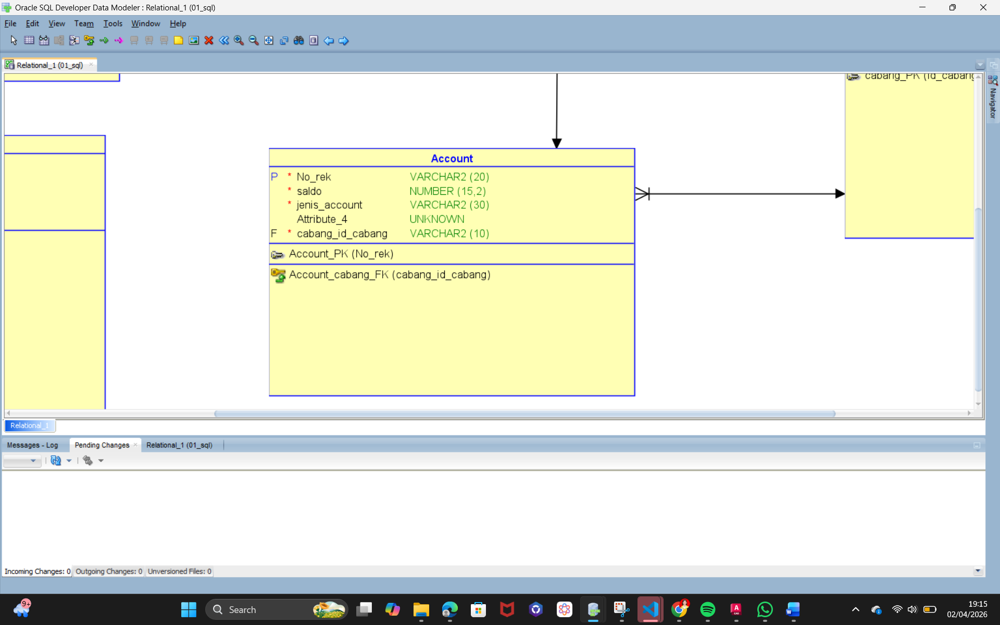 Oracle SQL Developer Data Modeler : Relational_1 (01_sql)
File Edit View Team Tools Window Help
Relational_1 (01_sql)
cabang_PK (id_cabang
Navigator
Account
P * No_rek VARCHAR2 (20)
* saldo NUMBER (15,2)
* jenis_account VARCHAR2 (30)
Attribute_4 UNKNOWN
F * cabang_id_cabang VARCHAR2 (10)
Account_PK (No_rek)
Account_cabang_FK (cabang_id_cabang)
Relational_1
Messages - Log Pending Changes Relational_1 (01_sql)
Incoming Changes: 0 Outgoing Changes: 0 Unversioned Files: 0
9+
Search
19:15
02/04/2026